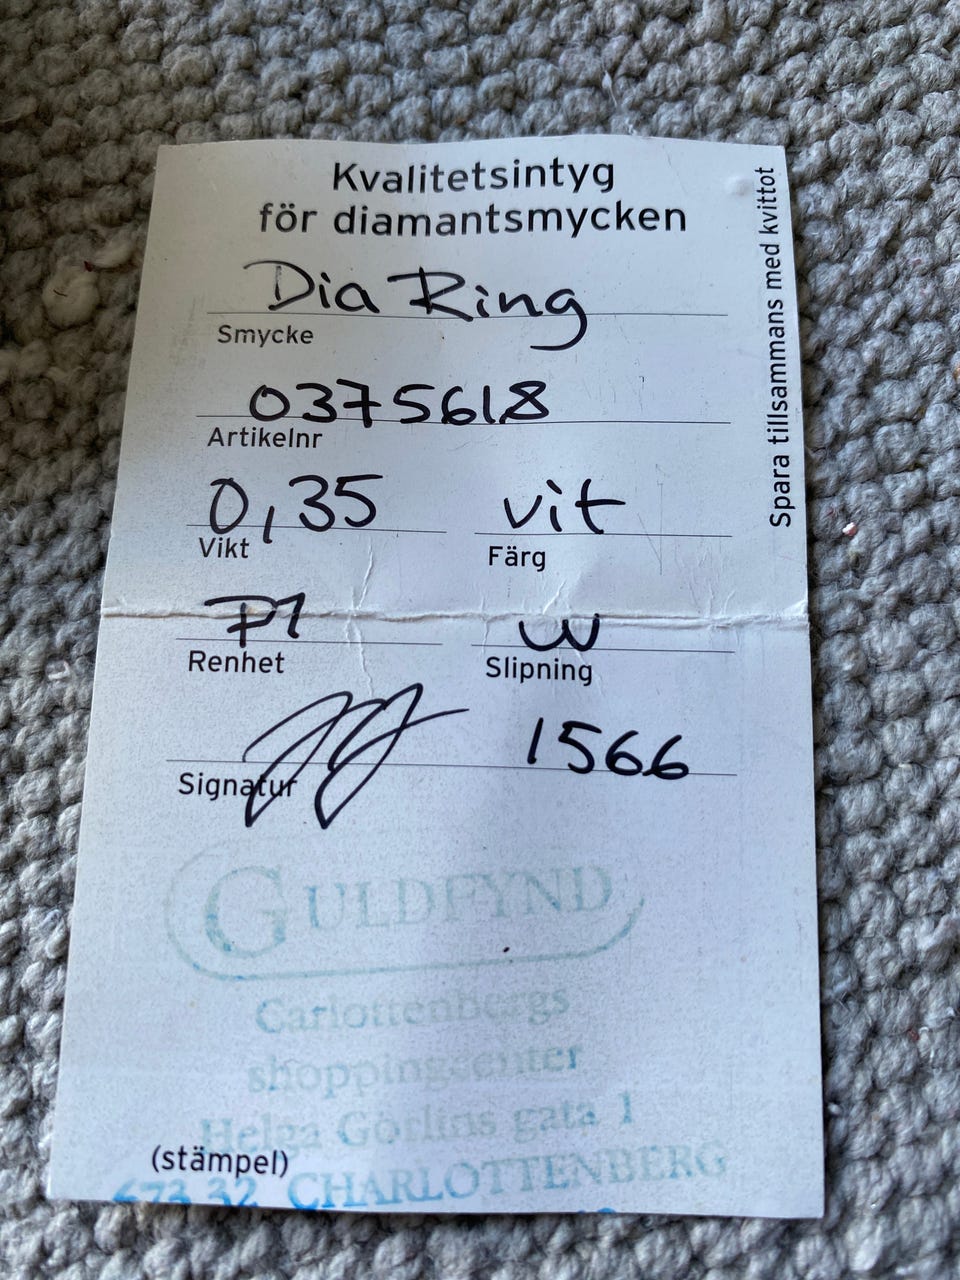 Kvalitetsintyg
för diamantsmycken
Spara tillsammans med kvittot
Dia Ring
Smycke
0375618
Artikelnr
0,35 vit
Vikt Färg
P1 W
Renhet Slipning
1566
Signatur
GULDFYND
Carlottenbergs
shoppingcenter
Helga Görlins gata 1
(stämpel)
673 32 CHARLOTTENBERG